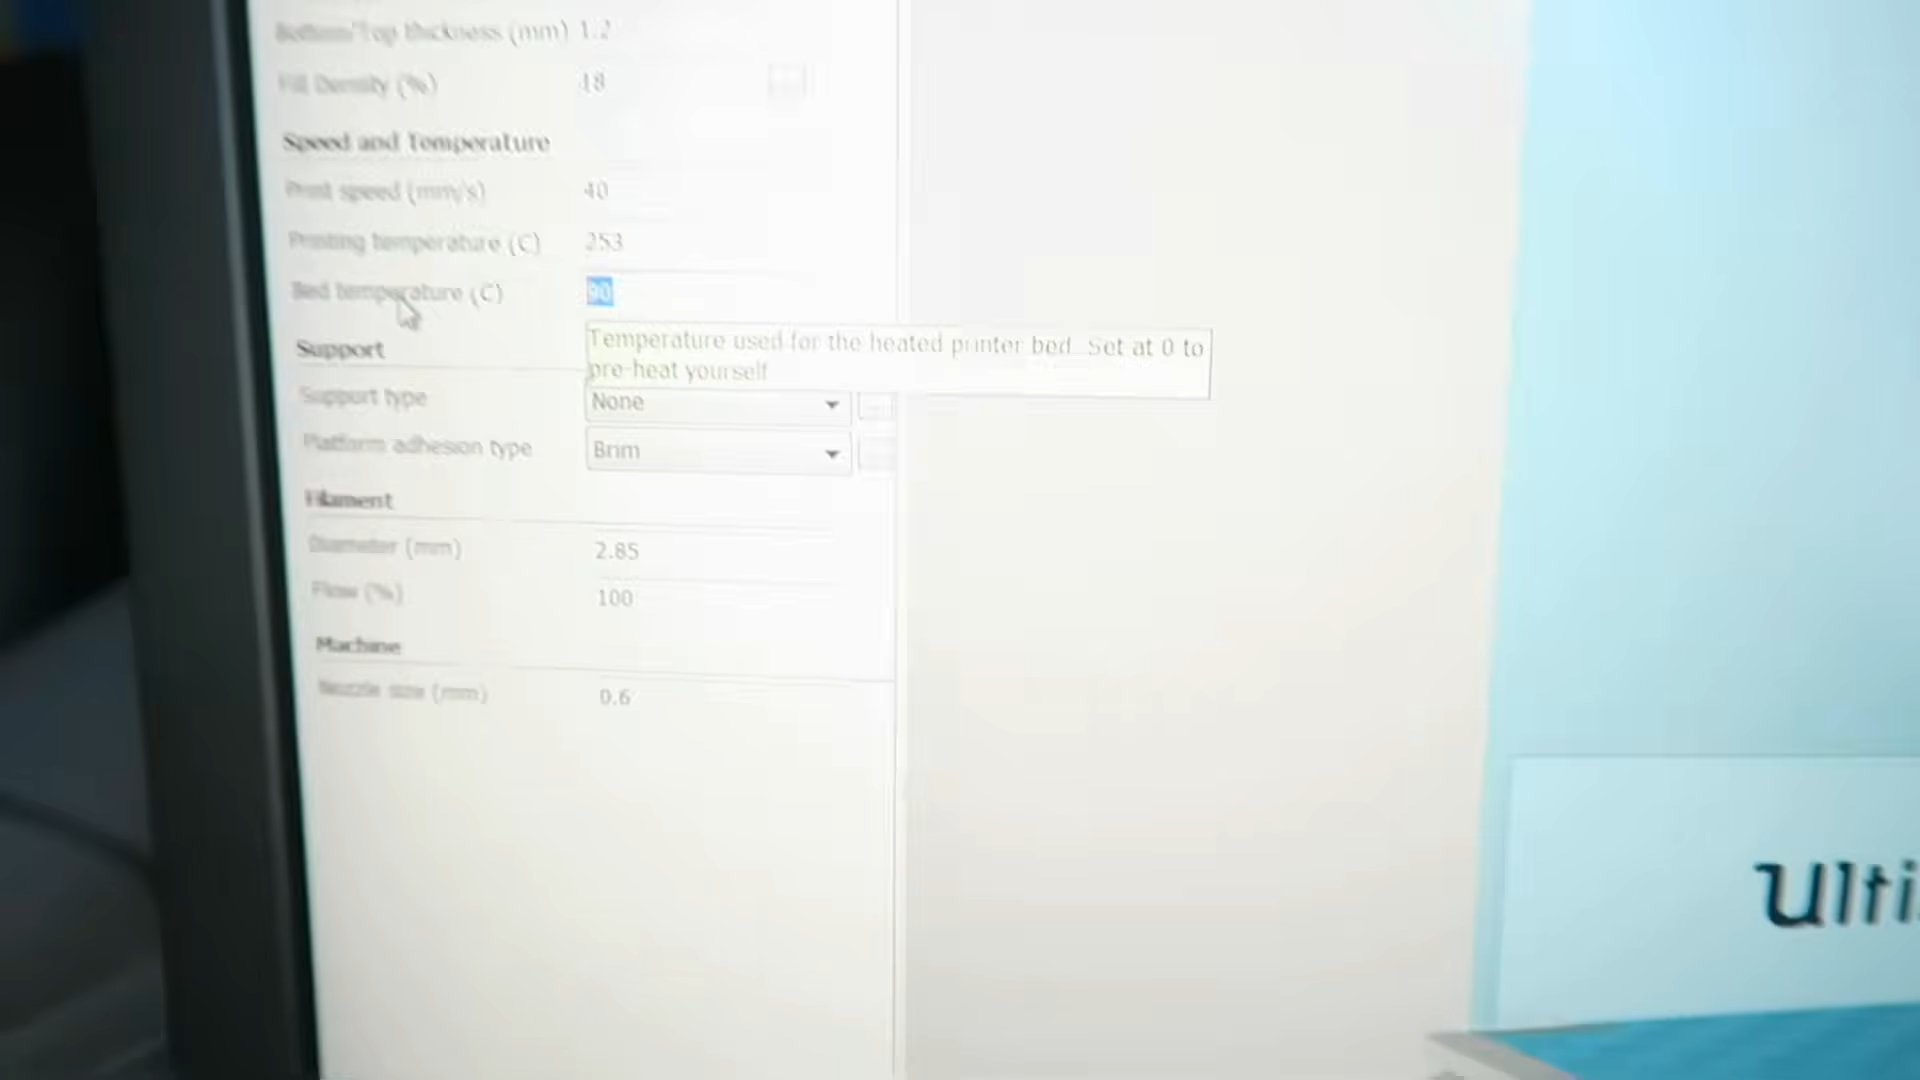 Bottom/Top thickness (mm) 1.2
Fill Density (%) 18
Speed and Temperature
Print speed (mm/s) 40
Printing temperature (C) 253
Bed temperature (C) 90
Temperature used for the heated printer bed. Set at 0 to
pre-heat yourself
Support
Support type None
Platform adhesion type Brim
Filament
Diameter (mm) 2.85
Flow (%) 100
Machine
Nozzle size (mm) 0.6
Ulti